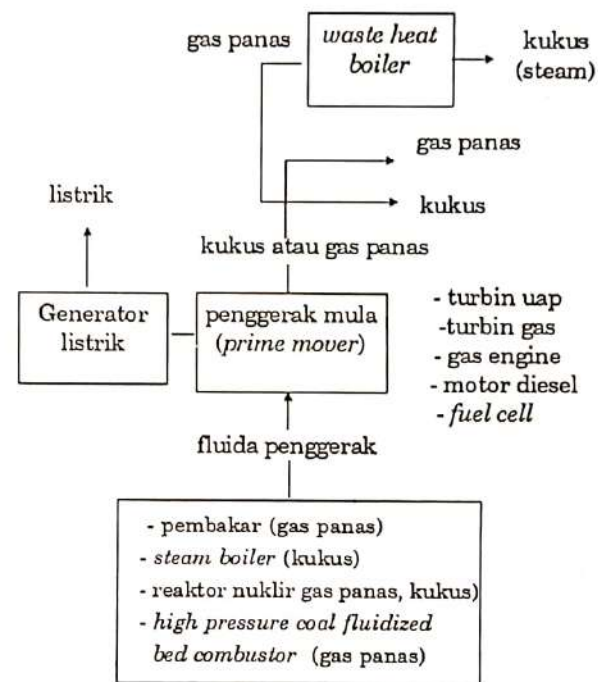 gas panas
waste heat
boiler
kukus
(steam)
gas panas
kukus
listrik
kukus atau gas panas
Generator
listrik
penggerak mula
(prime mover)
- turbin uap
-turbin gas
- gas engine
- motor diesel
- fuel cell
fluida penggerak
- pembakar (gas panas)
- steam boiler (kukus)
- reaktor nuklir gas panas, kukus)
- high pressure coal fluidized
bed combustor (gas panas)